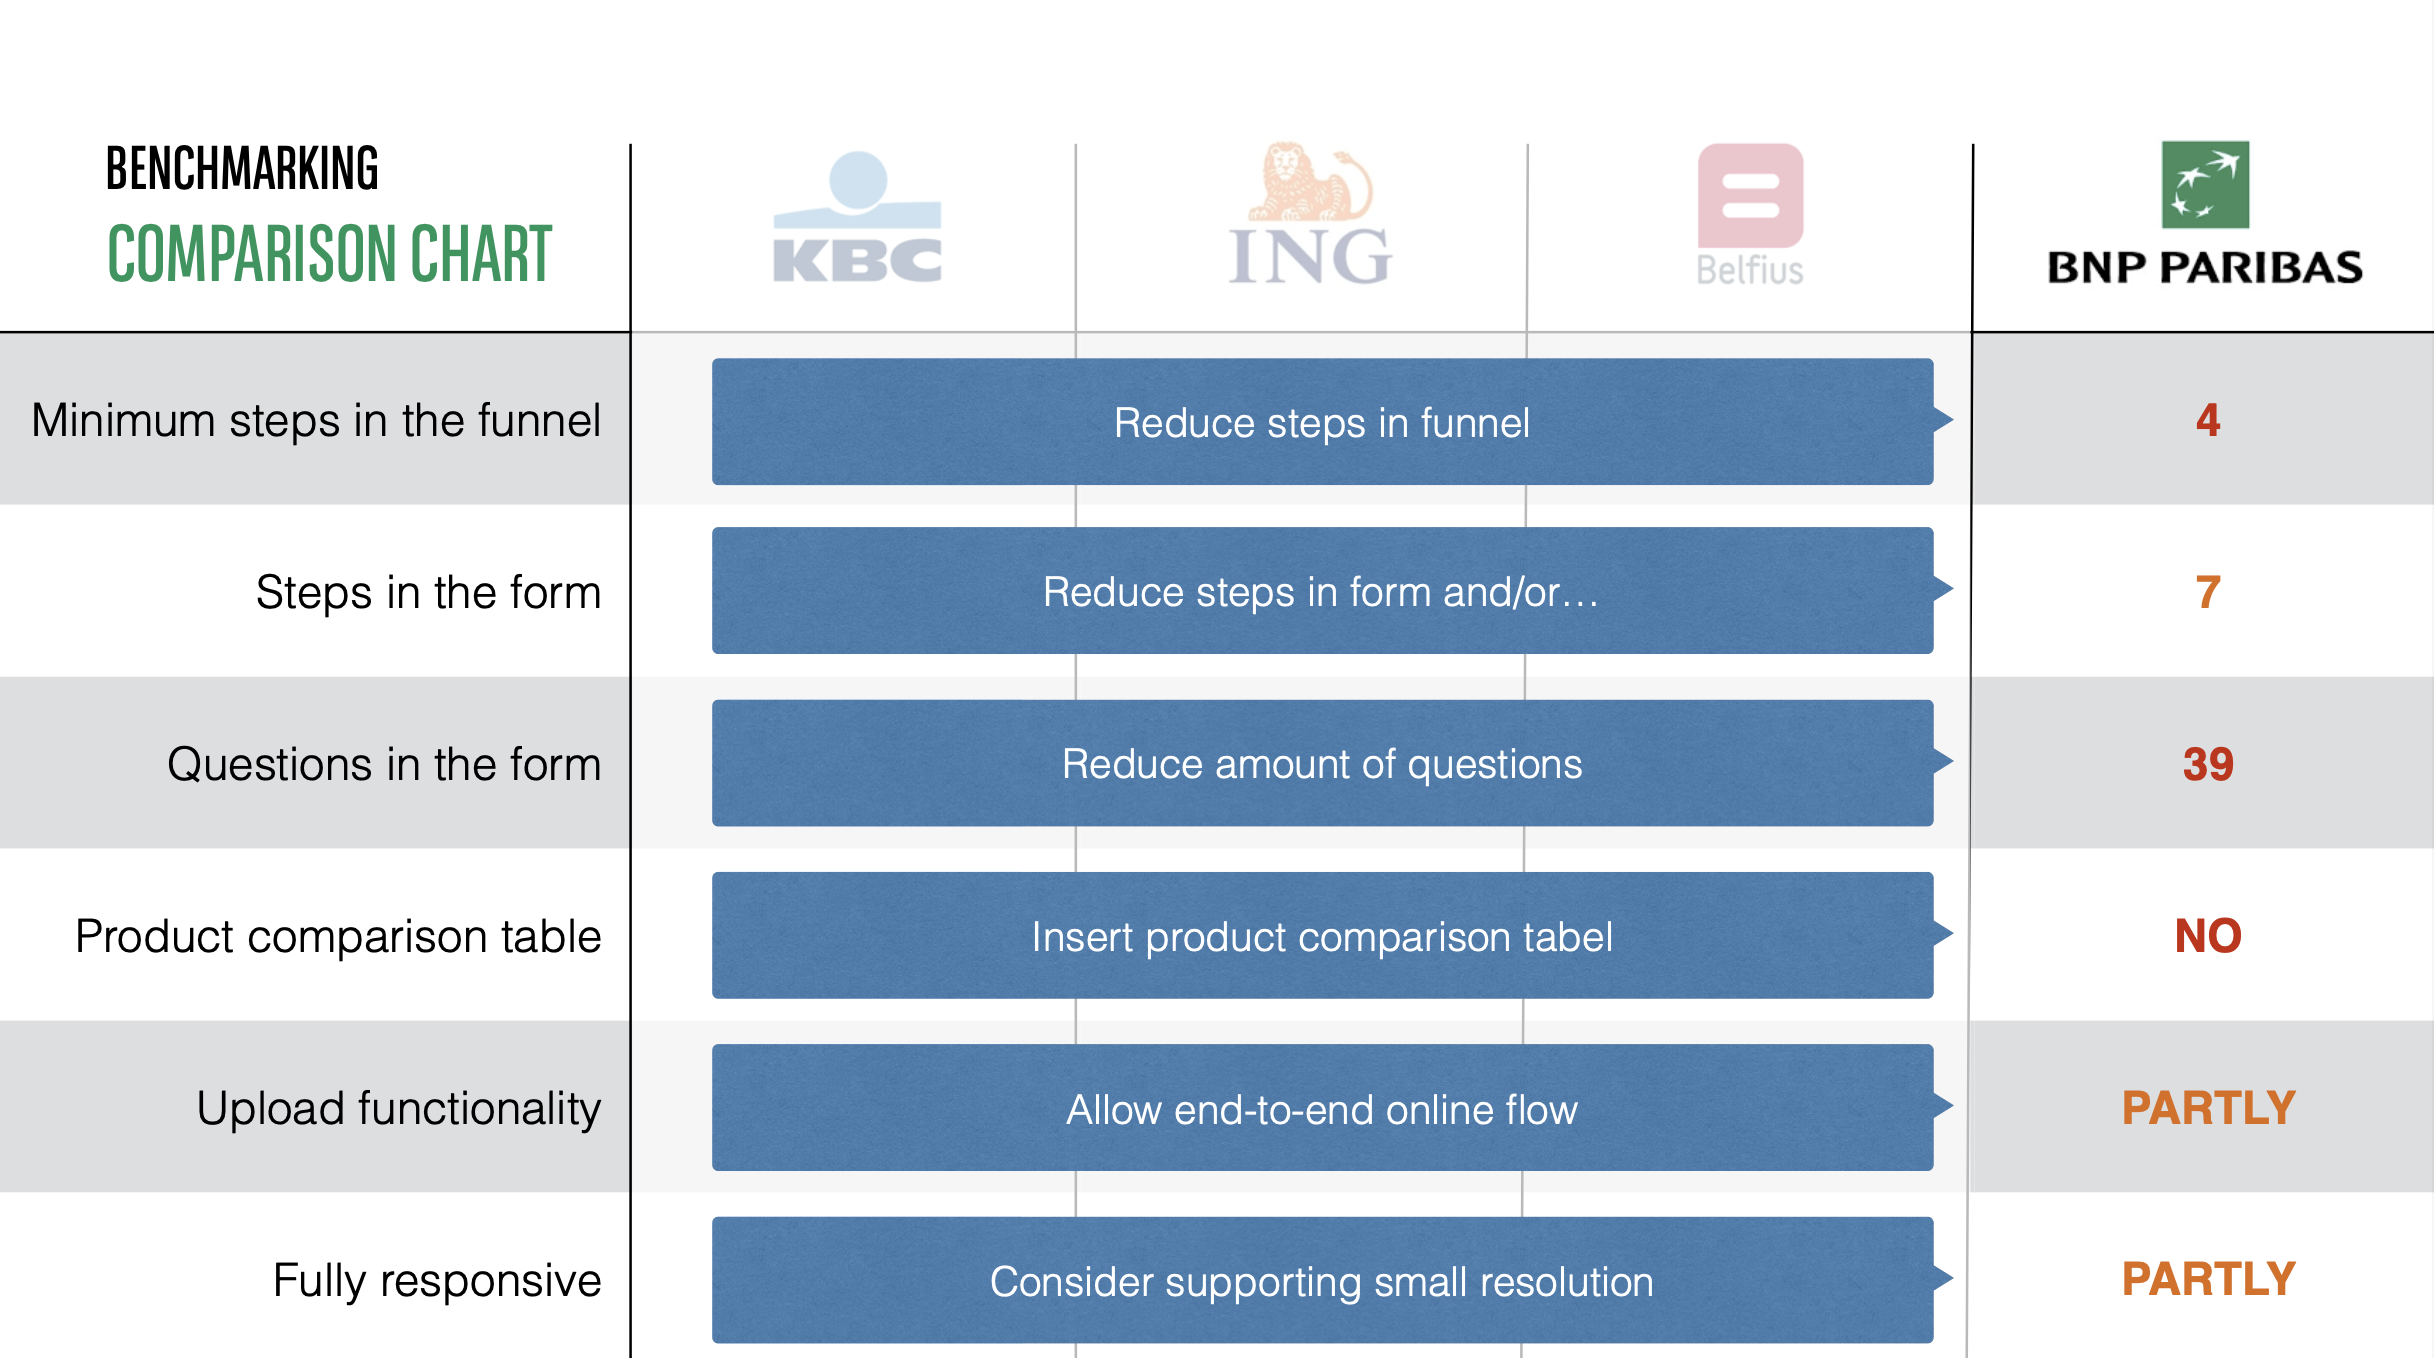 BENCHMARKING
COMPARISON CHART
KBC
ING
Belfius
BNP PARIBAS
Minimum steps in the funnel
Reduce steps in funnel
4
Steps in the form
Reduce steps in form and/or…
7
Questions in the form
Reduce amount of questions
39
Product comparison table
Insert product comparison tabel
NO
Upload functionality
Allow end-to-end online flow
PARTLY
Fully responsive
Consider supporting small resolution
PARTLY